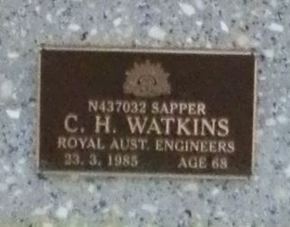 N437032 SAPPER
C. H. WATKINS
ROYAL AUST. ENGINEERS
23. 3. 1985 AGE 68